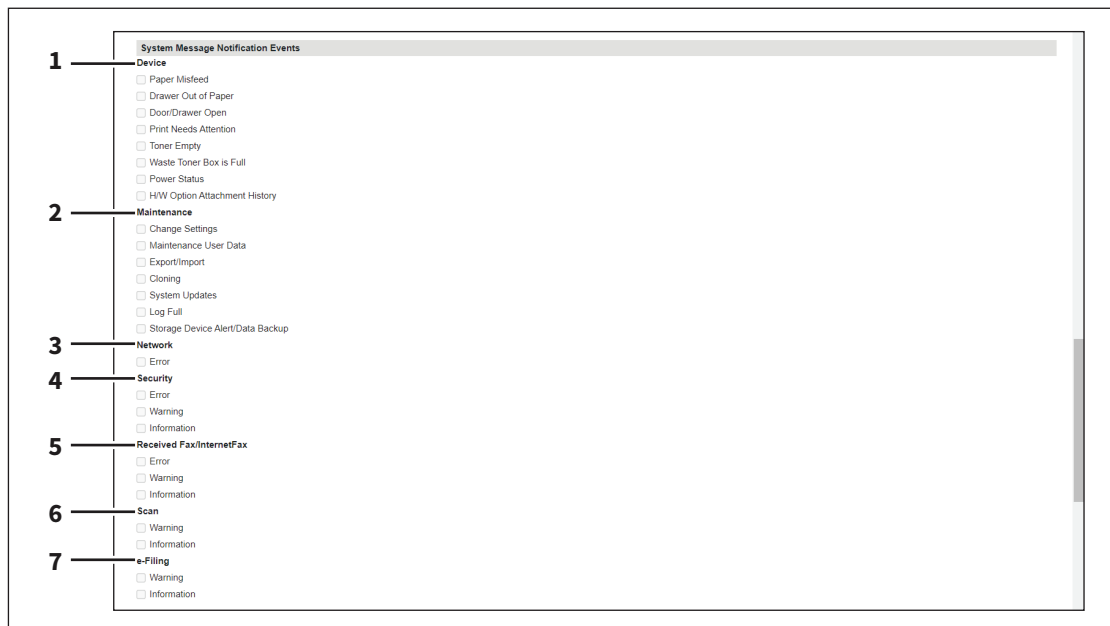 System Message Notification Events
1 Device
Paper Misfeed
Drawer Out of Paper
Door/Drawer Open
Print Needs Attention
Toner Empty
Waste Toner Box is Full
Power Status
H/W Option Attachment History
2 Maintenance
Change Settings
Maintenance User Data
Export/Import
Cloning
System Updates
Log Full
Storage Device Alert/Data Backup
3 Network
Error
4 Security
Error
Warning
Information
5 Received Fax/InternetFax
Error
Warning
Information
6 Scan
Warning
Information
7 e-Filing
Warning
Information